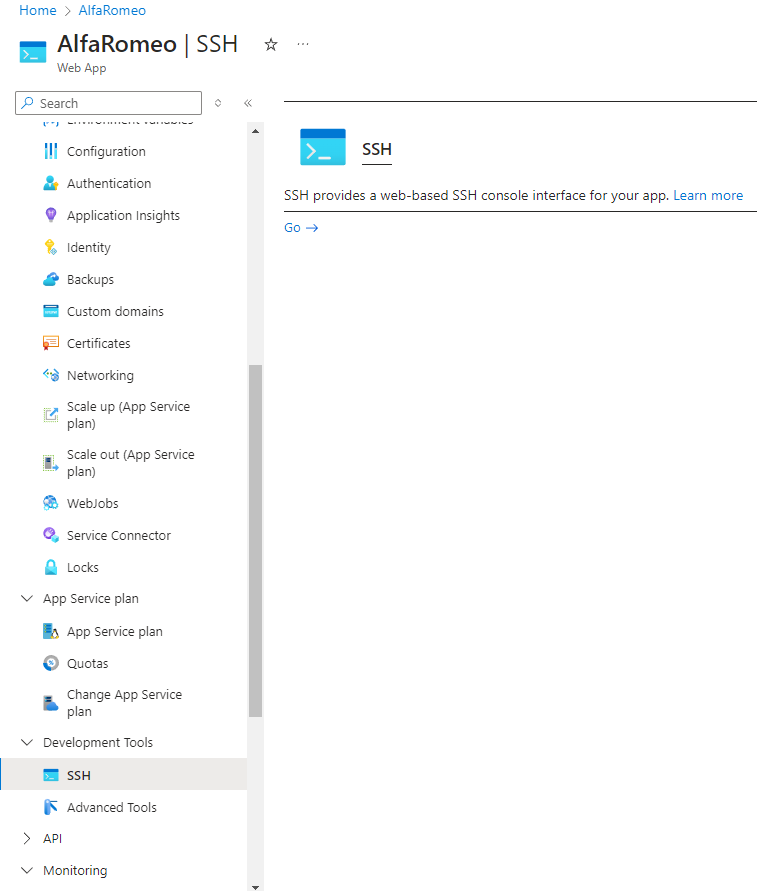 Home > AlfaRomeo
AlfaRomeo | SSH
Web App
Search
Environment variables
Configuration
Authentication
Application Insights
Identity
Backups
Custom domains
Certificates
Networking
Scale up (App Service
plan)
Scale out (App Service
plan)
WebJobs
Service Connector
Locks
App Service plan
App Service plan
Quotas
Change App Service
plan
Development Tools
SSH
Advanced Tools
API
Monitoring
SSH
SSH provides a web-based SSH console interface for your app. Learn more
Go →